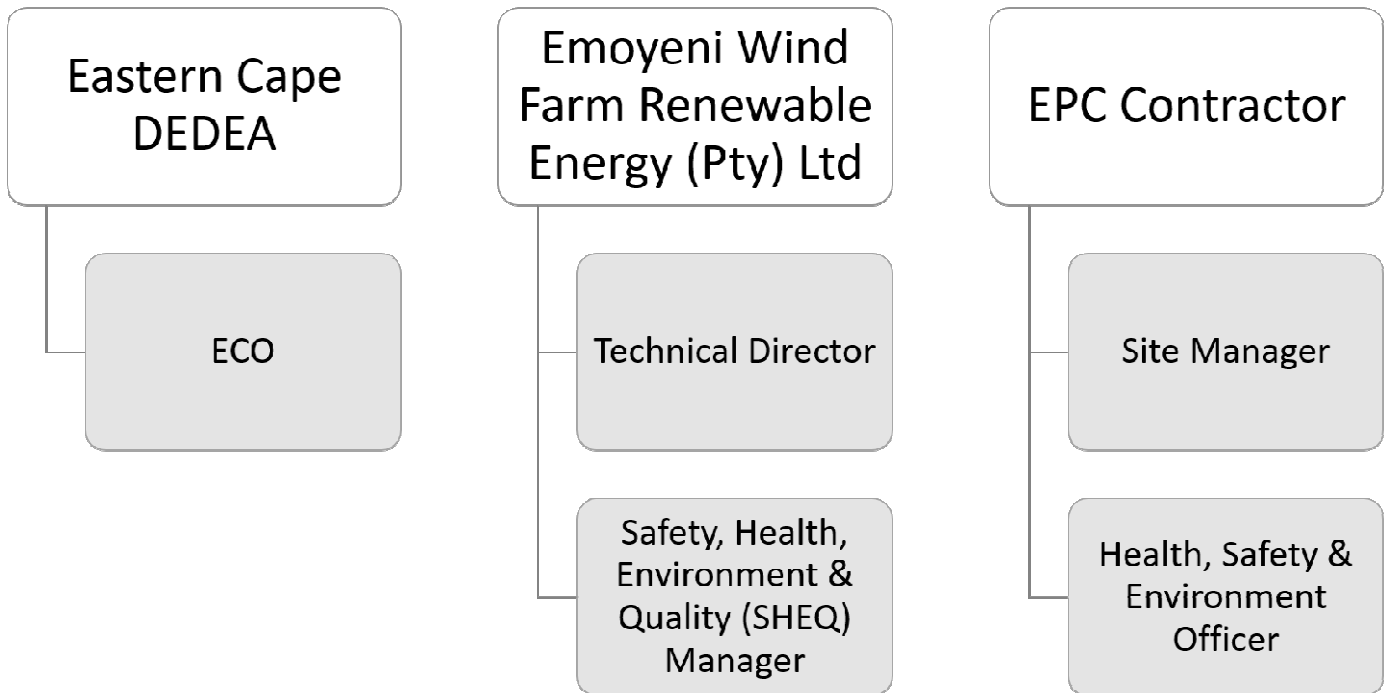 Eastern Cape
DEDEA
Emoyeni Wind
Farm Renewable
Energy (Pty) Ltd
EPC Contractor
ECO
Technical Director
Site Manager
Safety, Health,
Environment &
Quality (SHEQ)
Manager
Health, Safety &
Environment
Officer